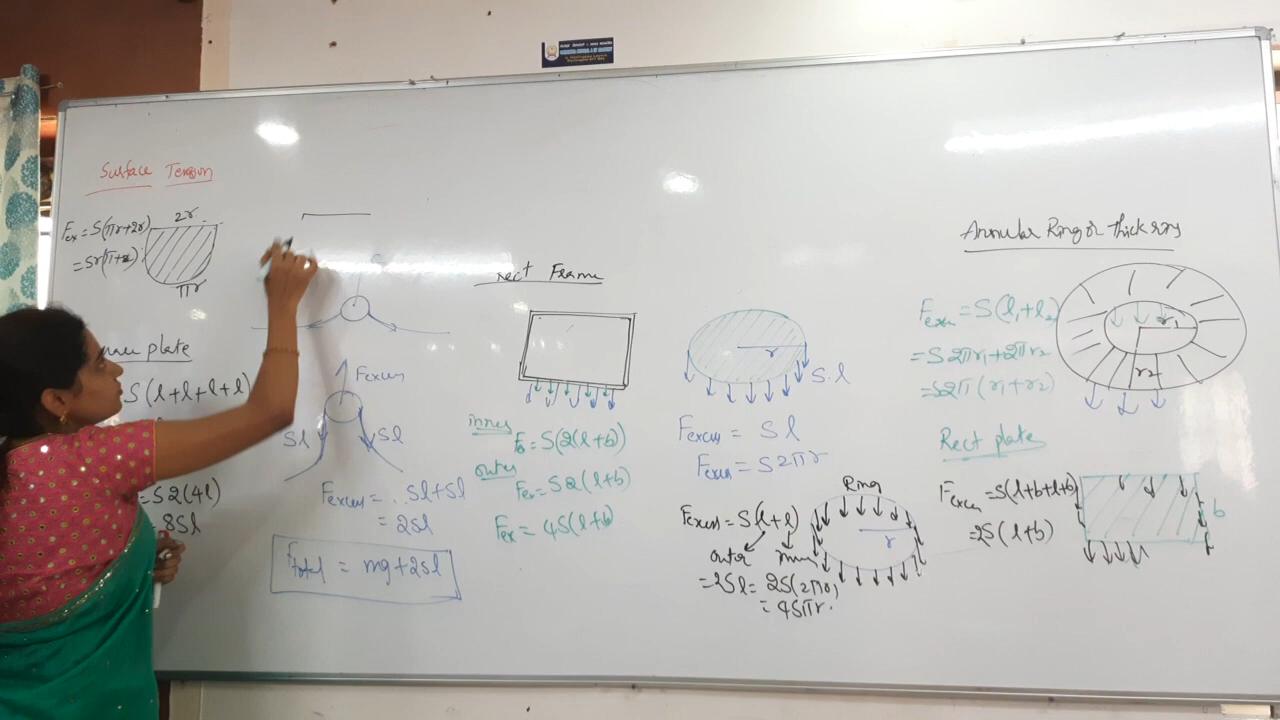 Surface Tension
2r
Fex = S(πr+2r)
= Sr(π+2)
πr
plate
S(l+l+l+l)
= S2(4l)
8Sl
Fexcess
Sl
Sl
Fexcess = Sl+Sl
= 2Sl
Ftotal = mg+2Sl
rect Frame
inner
Fe = S(2(l+b))
outer
Fex = S2(l+b)
Fex = 4S(l+b)
r
S.l
Fexcess = Sl
Fexcess = S2πr
Ring
Fexcess = S(l+l)
outer
= 2Sl = 2S(2πr)
= 4Sπr.
r
Annular Ring or thick ring
Fexcess = S(l1+l2)
= S2πr1+2πr2
= S2π(r1+r2)
r1
r2
Rect plate
Fexcess = S(l+b+l+b)
= 2S(l+b)
b